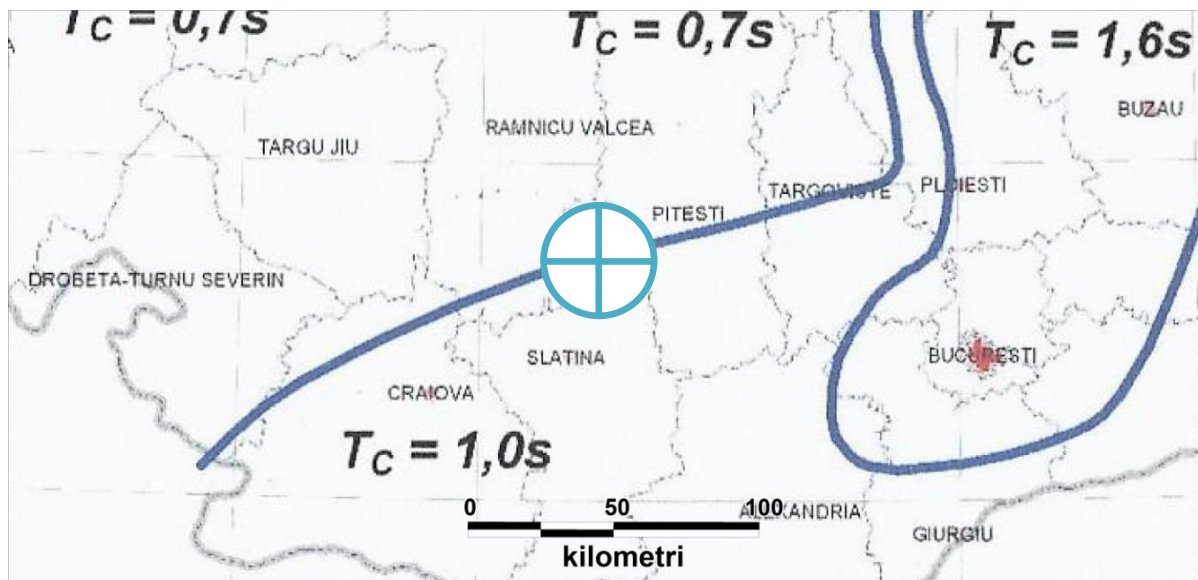 T_C = 0,7s
T_C = 0,7s
T_C = 1,6s
BUZAU
RAMNICU VALCEA
TARGU JIU
TARGOVISTE
PLOIESTI
PITESTI
DROBETA-TURNU SEVERIN
SLATINA
BUCURESTI
CRAIOVA
T_C = 1,0s
0 50 100
ALEXANDRIA
GIURGIU
kilometri